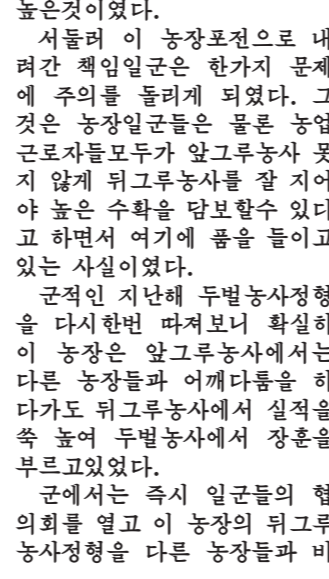 높은것이였다.
서둘러 이 농장포전으로 내
려간 책임일군은 한가지 문제
에 주의를 돌리게 되였다. 그
것은 농장일군들은 물론 농업
근로자들모두가 앞그루농사 못
지 않게 뒤그루농사를 잘 지어
야 높은 수확을 담보할수 있다
고 하면서 여기에 품을 들이고
있는 사실이였다.
군적인 지난해 두벌농사정형
을 다시한번 따져보니 확실히
이 농장은 앞그루농사에서는
다른 농장들과 어깨다툼을 하
다가도 뒤그루농사에서 실적을
쑥 높여 두벌농사에서 장훈을
부르고있었다.
군에서는 즉시 일군들의 협
의회를 열고 이 농장의 뒤그루
농사정형을 다른 농장들과 비